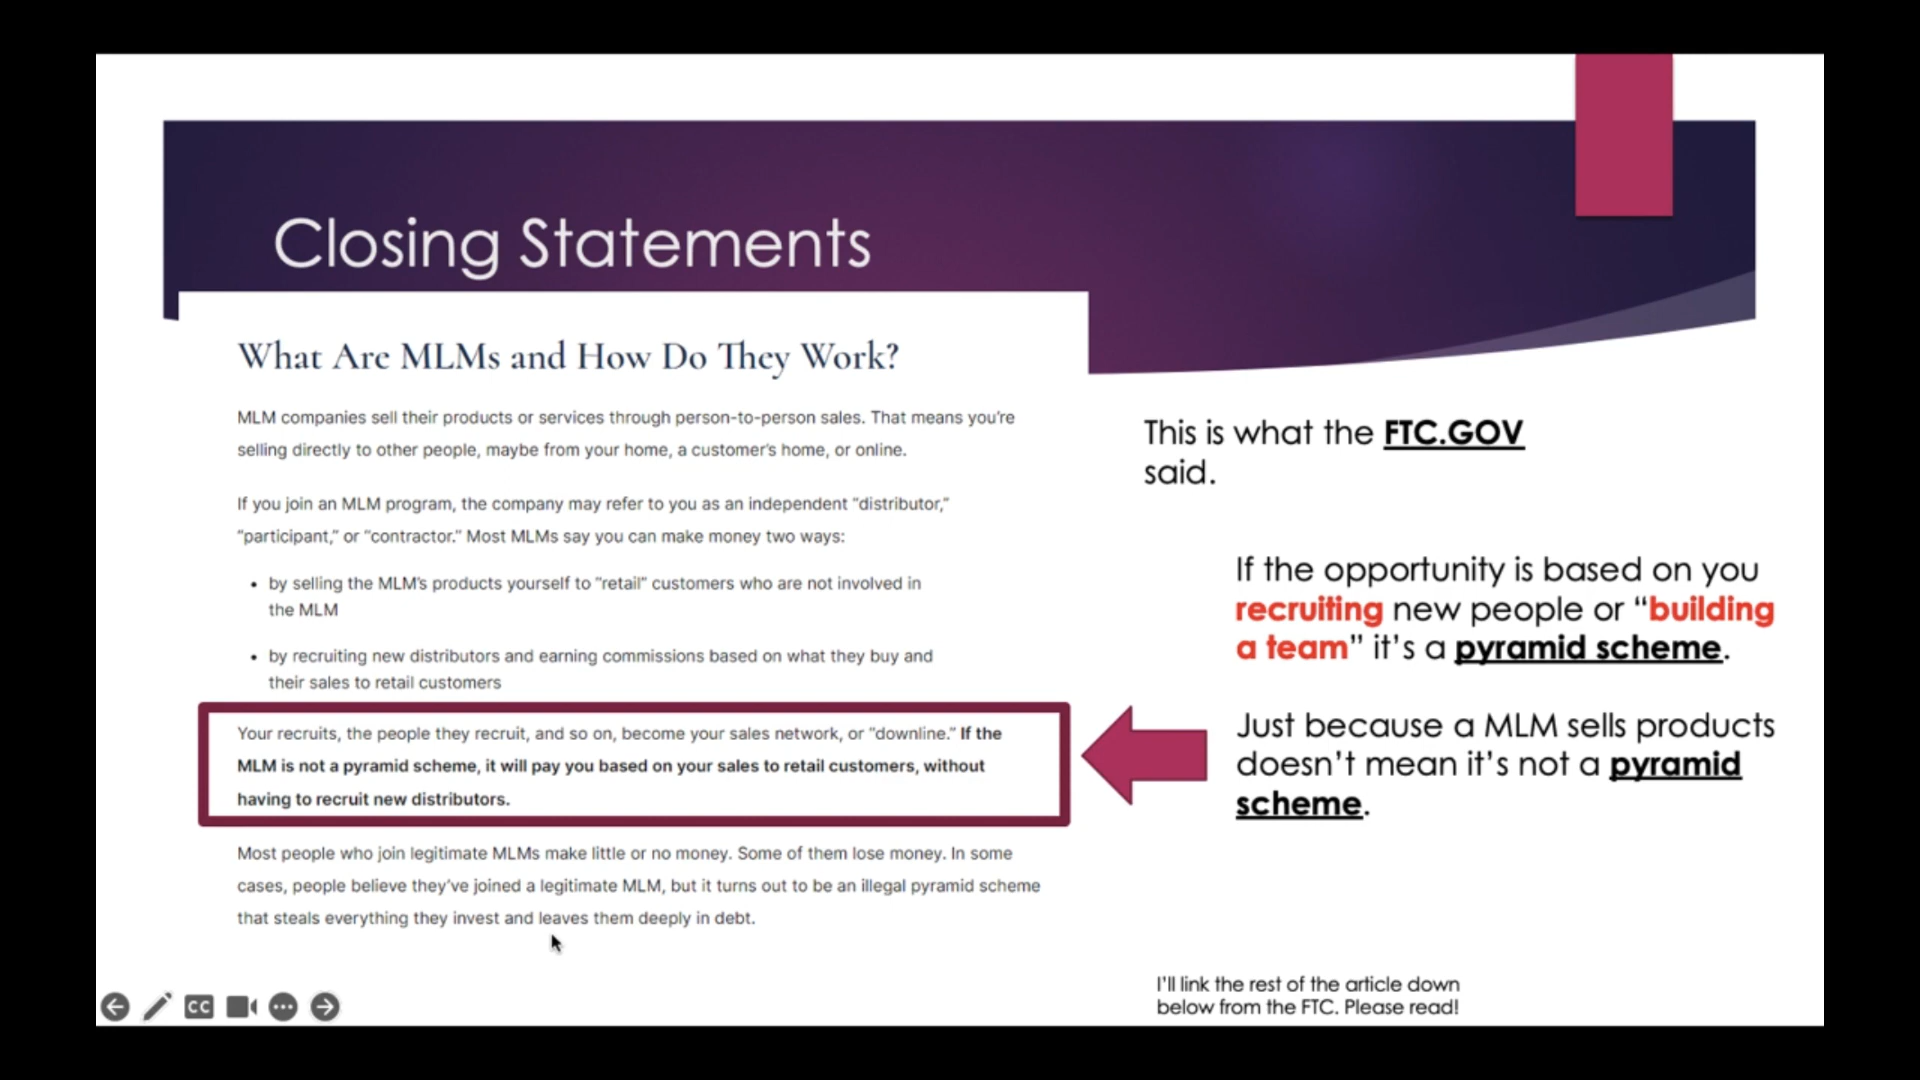 Closing Statements
What Are MLMs and How Do They Work?
MLM companies sell their products or services through person-to-person sales. That means you're
selling directly to other people, maybe from your home, a customer's home, or online.
If you join an MLM program, the company may refer to you as an independent "distributor,"
"participant," or "contractor." Most MLMs say you can make money two ways:
• by selling the MLM's products yourself to "retail" customers who are not involved in
the MLM
• by recruiting new distributors and earning commissions based on what they buy and
their sales to retail customers
Your recruits, the people they recruit, and so on, become your sales network, or "downline." If the
MLM is not a pyramid scheme, it will pay you based on your sales to retail customers, without
having to recruit new distributors.
Most people who join legitimate MLMs make little or no money. Some of them lose money. In some
cases, people believe they've joined a legitimate MLM, but it turns out to be an illegal pyramid scheme
that steals everything they invest and leaves them deeply in debt.
This is what the FTC.GOV
said.
If the opportunity is based on you
recruiting new people or “building
a team” it’s a pyramid scheme.
Just because a MLM sells products
doesn’t mean it’s not a pyramid
scheme.
I’ll link the rest of the article down
below from the FTC. Please read!
CC